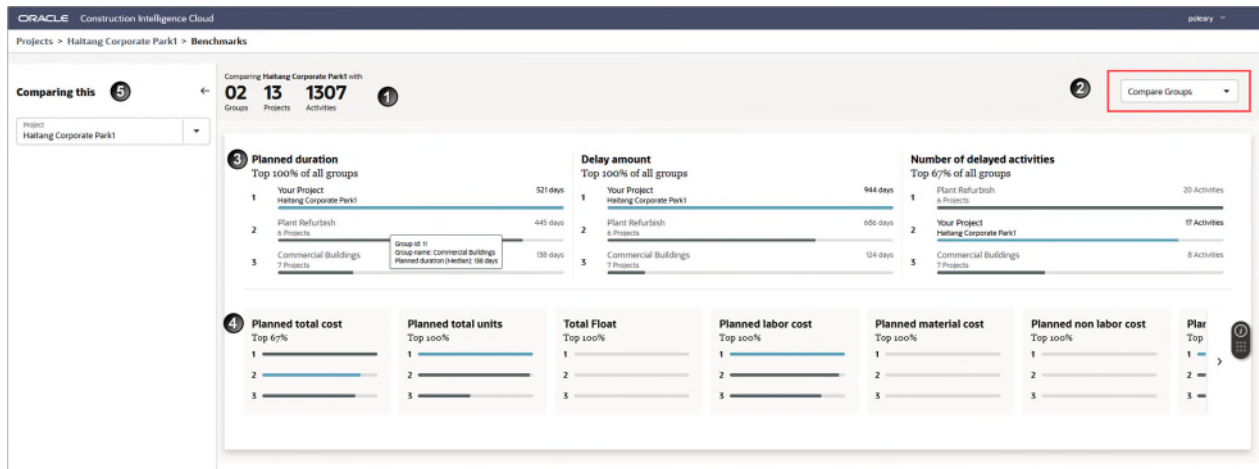 ORACLE Construction Intelligence Cloud
poleary
Projects > Haitang Corporate Park1 > Benchmarks
Comparing this 5
Project
Haitang Corporate Park1
Comparing Haitang Corporate Park1 with
02 13 1307
Groups Projects Activities
1
2
Compare Groups
3
Planned duration
Top 100% of all groups
1 Your Project 521 days
Haitang Corporate Park1
2 Plant Refurbish 445 days
6 Projects
3 Commercial Buildings 138 days
7 Projects
Group Id: 11
Group name: Commercial Buildings
Planned duration (Median): 138 days
Delay amount
Top 100% of all groups
1 Your Project 944 days
Haitang Corporate Park1
2 Plant Refurbish 686 days
6 Projects
3 Commercial Buildings 124 days
7 Projects
Number of delayed activities
Top 67% of all groups
1 Plant Refurbish 20 Activities
6 Projects
2 Your Project 17 Activities
Haitang Corporate Park1
3 Commercial Buildings 8 Activities
7 Projects
4
Planned total cost
Top 67%
1
2
3
Planned total units
Top 100%
1
2
3
Total Float
Top 100%
1
2
3
Planned labor cost
Top 100%
1
2
3
Planned material cost
Top 100%
1
2
3
Planned non labor cost
Top 100%
1
2
3
Plar
Top
1
2
3